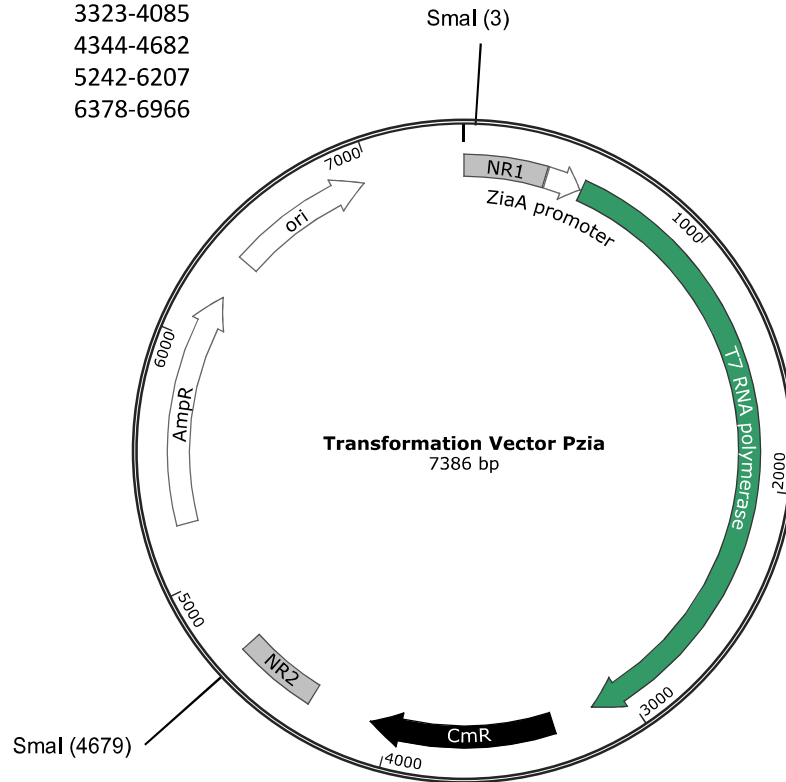 3323-4085
4344-4682
5242-6207
6378-6966
SmaI (3)
7000
NR1
ZiaA promoter
1000
ori
6000
T7 RNA polymerase
AmpR
Transformation Vector Pzia
7386 bp
2000
5000
NR2
3000
SmaI (4679)
CmR
4000